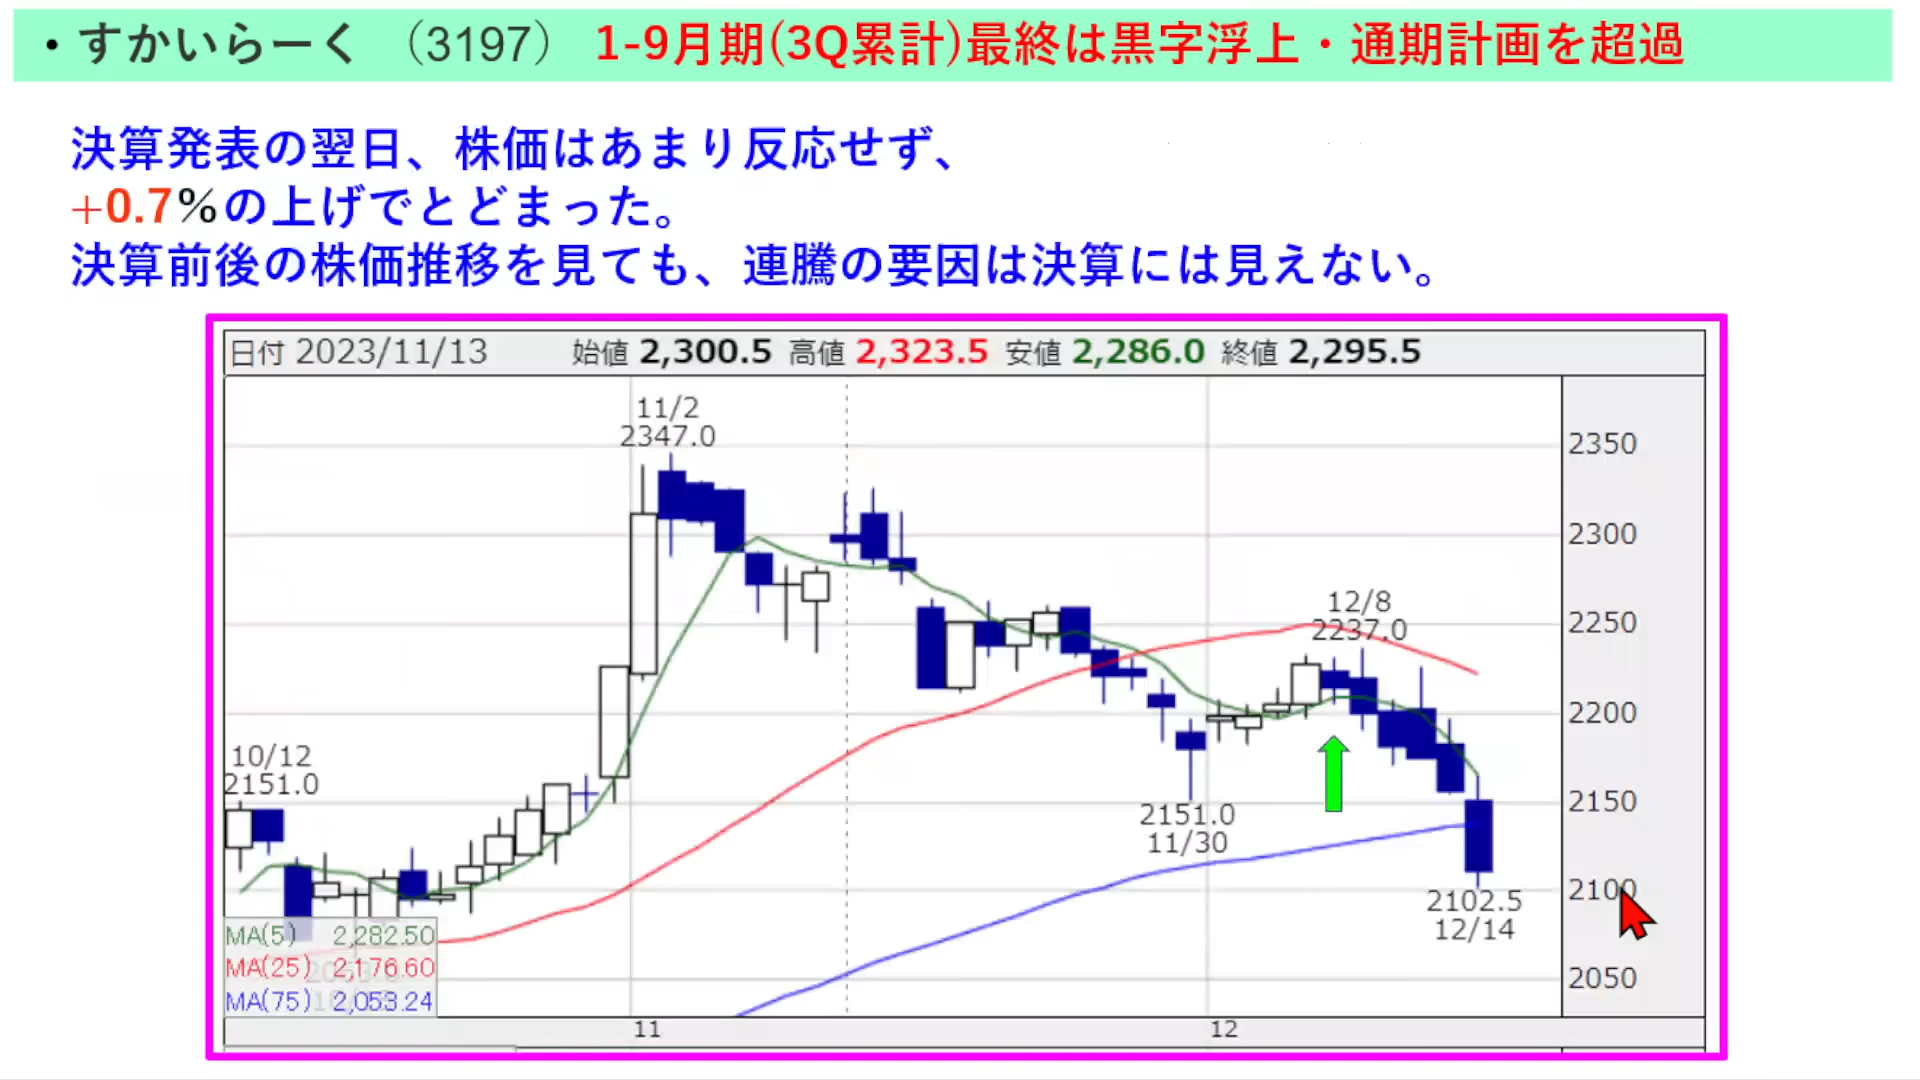 ・すかいらーく（3197） 1-9月期(3Q累計)最終は黒字浮上・通期計画を超過
決算発表の翌日、株価はあまり反応せず、
+0.7%の上げでとどまった。
決算前後の株価推移を見ても、連騰の要因は決算には見えない。
日付 2023/11/13 始値 2,300.5 高値 2,323.5 安値 2,286.0 終値 2,295.5
11/2
2347.0
2350
2300
12/8
2237.0
2250
2200
10/12
2151.0
2151.0
11/30
2150
2102.5
12/14
2100
MA(5) 2,282.50
MA(25) 2,176.60
MA(75) 2,053.24
2050
11 12